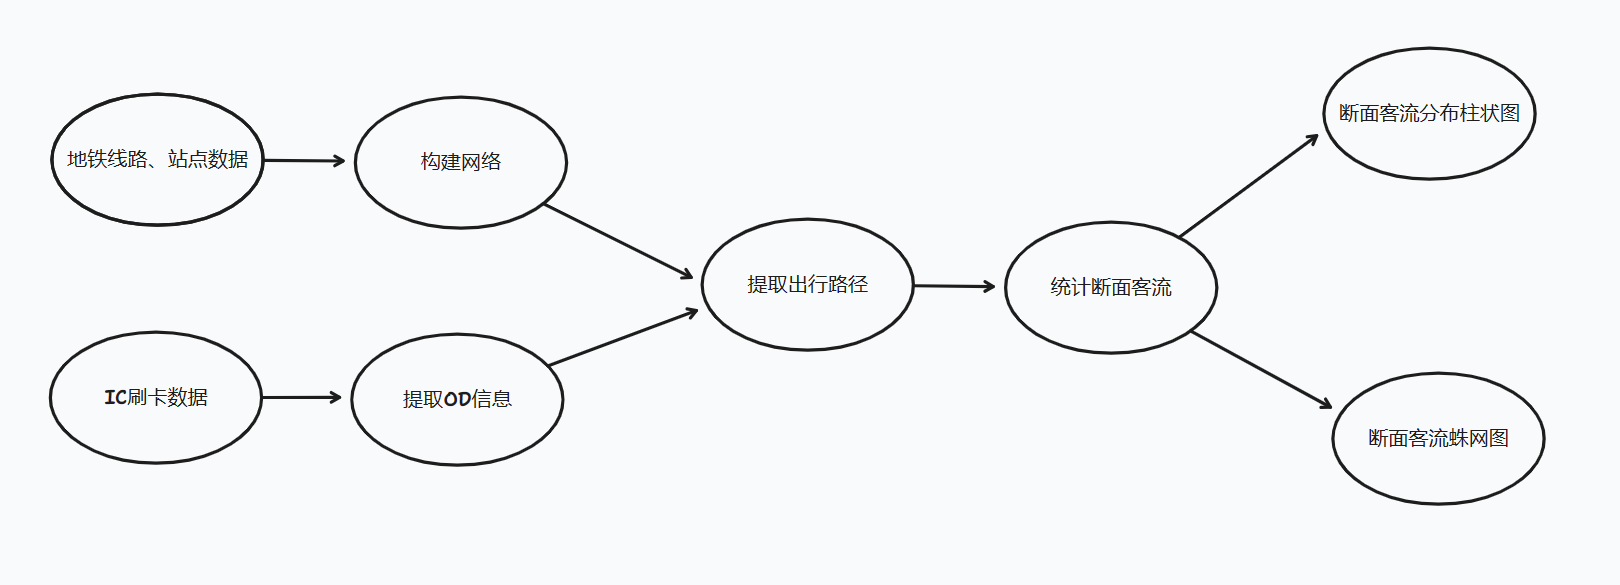 地铁线路、站点数据
构建网络
IC刷卡数据
提取OD信息
提取出行路径
统计断面客流
断面客流分布柱状图
断面客流蛛网图